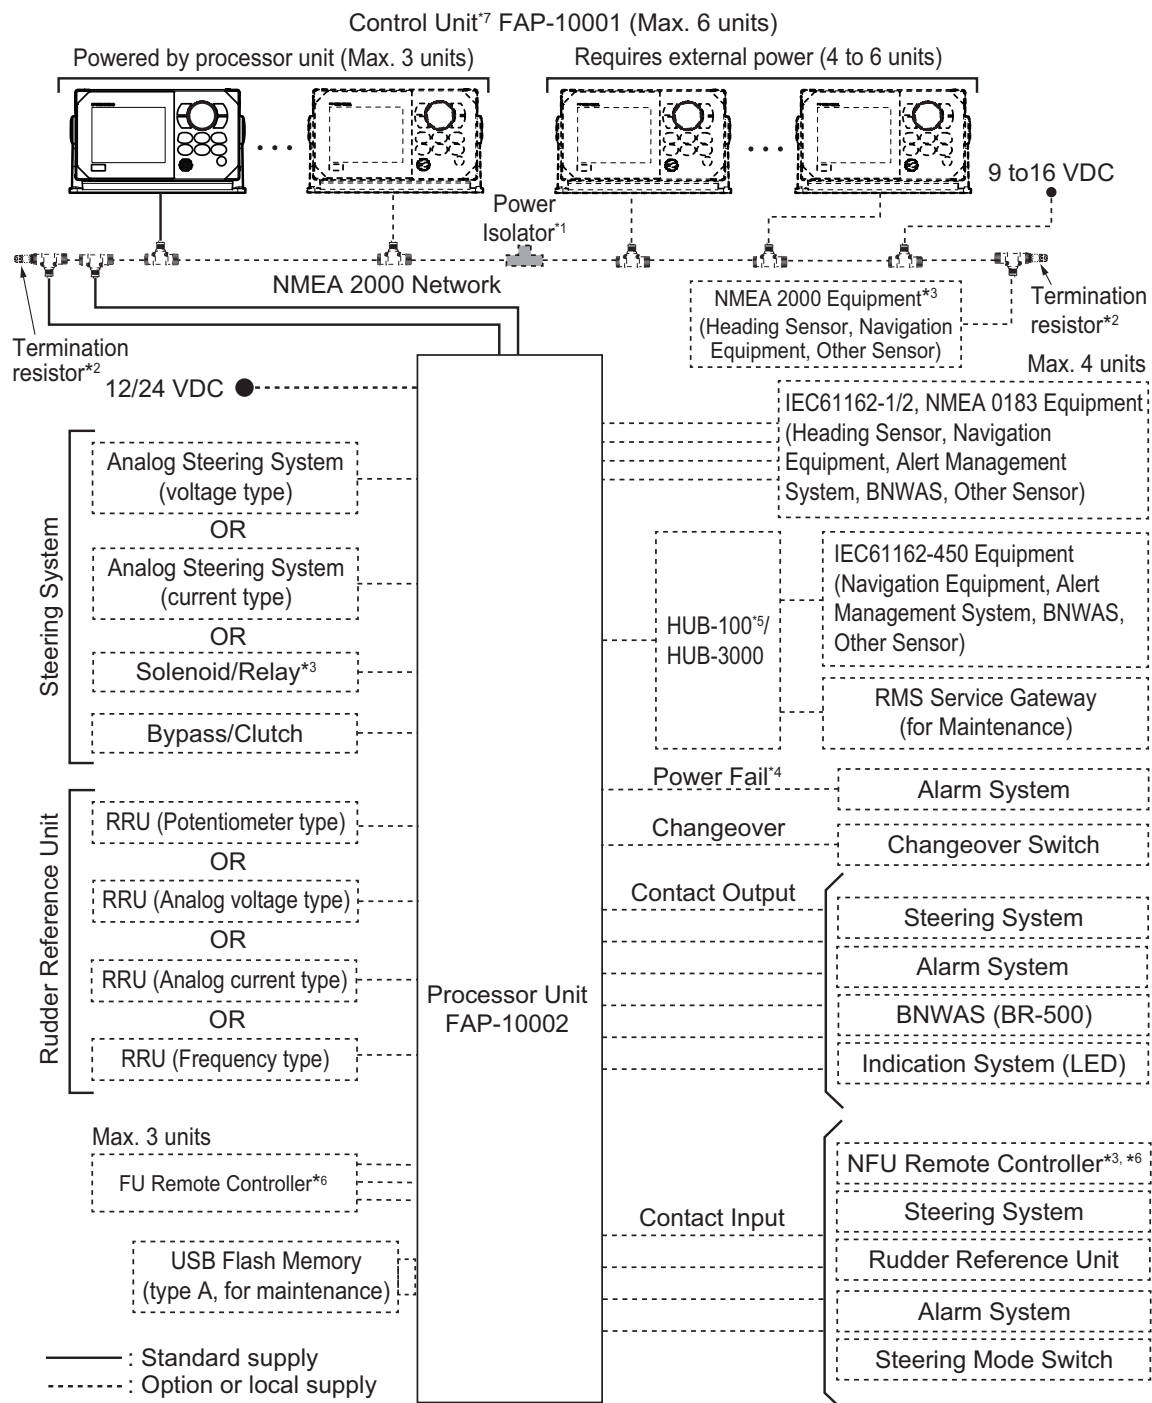 Control Unit*7 FAP-10001 (Max. 6 units)
Powered by processor unit (Max. 3 units)
Requires external power (4 to 6 units)
9 to16 VDC
Power
Isolator*1
NMEA 2000 Network
Termination
resistor*2
NMEA 2000 Equipment*3
(Heading Sensor, Navigation
Equipment, Other Sensor)
Termination
resistor*2
12/24 VDC
Max. 4 units
IEC61162-1/2, NMEA 0183 Equipment
(Heading Sensor, Navigation
Equipment, Alert Management
System, BNWAS, Other Sensor)
Steering System
Analog Steering System
(voltage type)
OR
Analog Steering System
(current type)
OR
Solenoid/Relay*3
Bypass/Clutch
HUB-100*5/
HUB-3000
IEC61162-450 Equipment
(Navigation Equipment, Alert
Management System, BNWAS,
Other Sensor)
RMS Service Gateway
(for Maintenance)
Power Fail*4
Alarm System
Changeover
Changeover Switch
Rudder Reference Unit
RRU (Potentiometer type)
OR
RRU (Analog voltage type)
OR
RRU (Analog current type)
OR
RRU (Frequency type)
Processor Unit
FAP-10002
Contact Output
Steering System
Alarm System
BNWAS (BR-500)
Indication System (LED)
Max. 3 units
FU Remote Controller*6
USB Flash Memory
(type A, for maintenance)
Contact Input
NFU Remote Controller*3, *6
Steering System
Rudder Reference Unit
Alarm System
Steering Mode Switch
: Standard supply
: Option or local supply